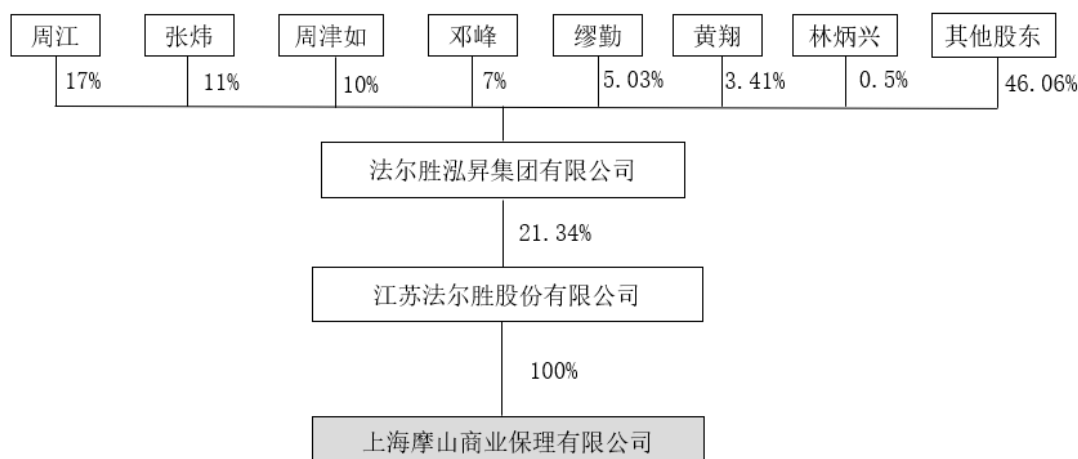 周江 张炜 周津如 邓峰 缪勤 黄翔 林炳兴 其他股东
17% 11% 10% 7% 5.03% 3.41% 0.5% 46.06%
法尔胜泓昇集团有限公司
21.34%
江苏法尔胜股份有限公司
100%
上海摩山商业保理有限公司